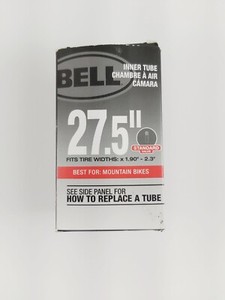 BELL
INNER TUBE
CHAMBRE À AIR
CÁMARA
27.5"
STANDARD
FITS TIRE WIDTHS: x 1.90" - 2.3"
BEST FOR: MOUNTAIN BIKES
SEE SIDE PANEL FOR
HOW TO REPLACE A TUBE